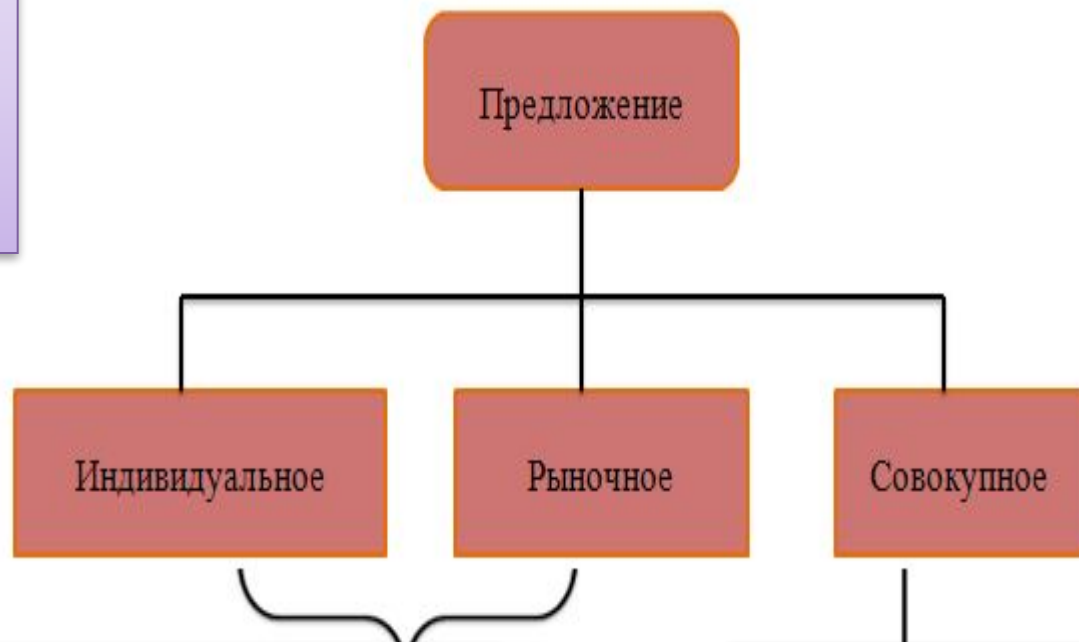 Предложение
Индивидуальное
Рыночное
Совокупное